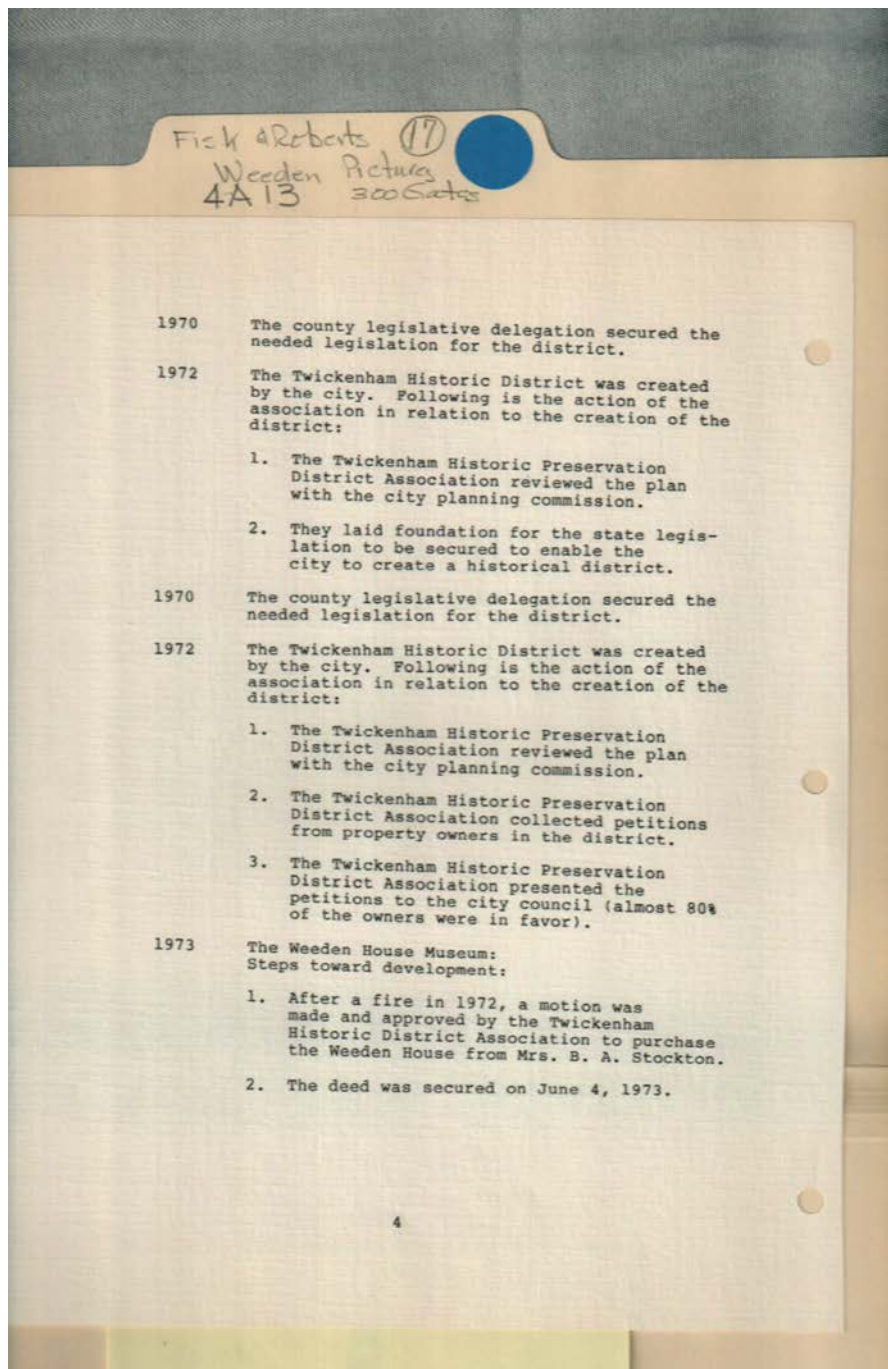 Fisk & Roberts 17
Weeden Pictures
4A 13 300 Gates
1970 The county legislative delegation secured the
needed legislation for the district.
1972 The Twickenham Historic District was created
by the city. Following is the action of the
association in relation to the creation of the
district:
1. The Twickenham Historic Preservation
District Association reviewed the plan
with the city planning commission.
2. They laid foundation for the state legis-
lation to be secured to enable the
city to create a historical district.
1970 The county legislative delegation secured the
needed legislation for the district.
1972 The Twickenham Historic District was created
by the city. Following is the action of the
association in relation to the creation of the
district:
1. The Twickenham Historic Preservation
District Association reviewed the plan
with the city planning commission.
2. The Twickenham Historic Preservation
District Association collected petitions
from property owners in the district.
3. The Twickenham Historic Preservation
District Association presented the
petitions to the city council (almost 80%
of the owners were in favor).
1973 The Weeden House Museum:
Steps toward development:
1. After a fire in 1972, a motion was
made and approved by the Twickenham
Historic District Association to purchase
the Weeden House from Mrs. B. A. Stockton.
2. The deed was secured on June 4, 1973.
4